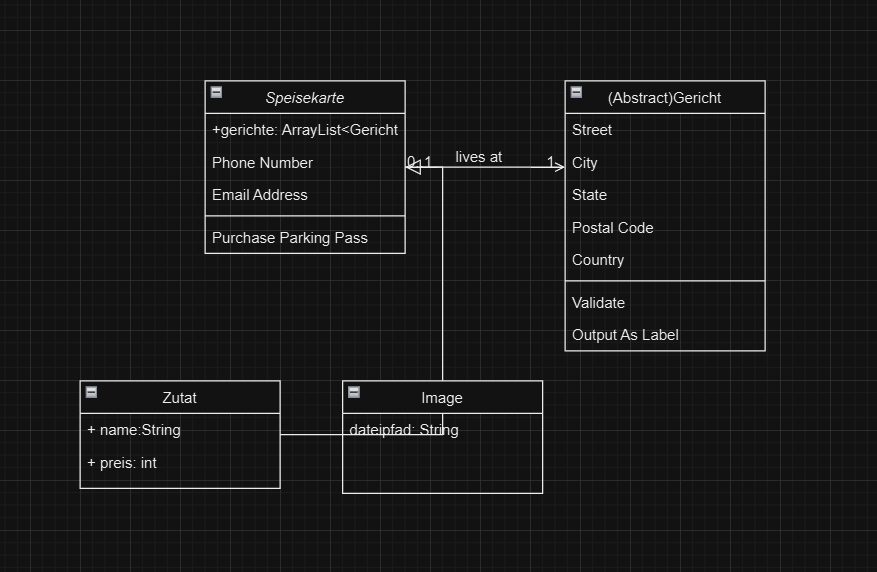 Speisekarte
+gerichte: ArrayList<Gericht
Phone Number
Email Address
Purchase Parking Pass
0..1
lives at
1
(Abstract)Gericht
Street
City
State
Postal Code
Country
Validate
Output As Label
Zutat
+ name:String
+ preis: int
Image
dateipfad: String